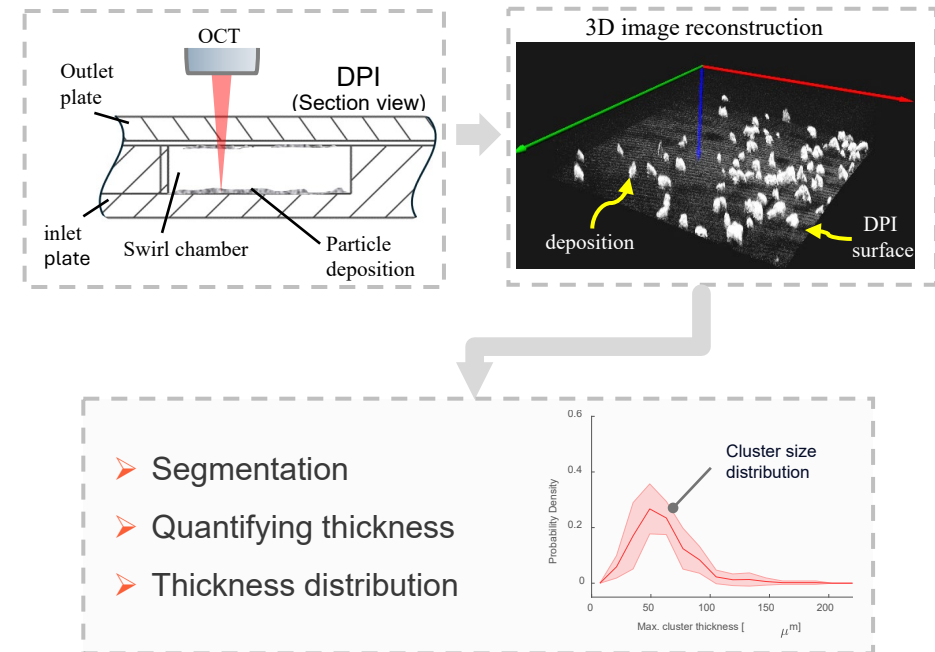 OCT
DPI
(Section view)
Outlet
plate
inlet
plate
Swirl chamber
Particle
deposition
3D image reconstruction
deposition
DPI
surface
Segmentation
Quantifying thickness
Thickness distribution
Cluster size
distribution
Probability Density
0.6
0.4
0.2
0
0 50 100 150 200
Max. cluster thickness [ μm]